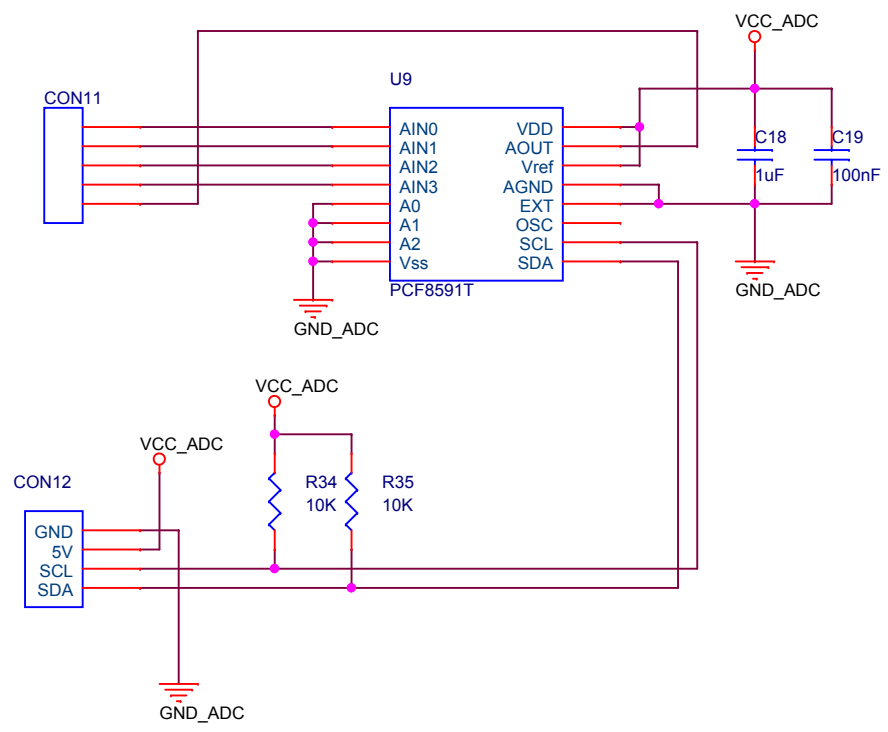 VCC_ADC
U9
CON11
AIN0 VDD
AIN1 AOUT
AIN2 Vref
AIN3 AGND
A0 EXT
A1 OSC
A2 SCL
Vss SDA
PCF8591T
C18 C19
1uF 100nF
GND_ADC
GND_ADC
VCC_ADC
VCC_ADC
CON12
R34 R35
10K 10K
GND
5V
SCL
SDA
GND_ADC